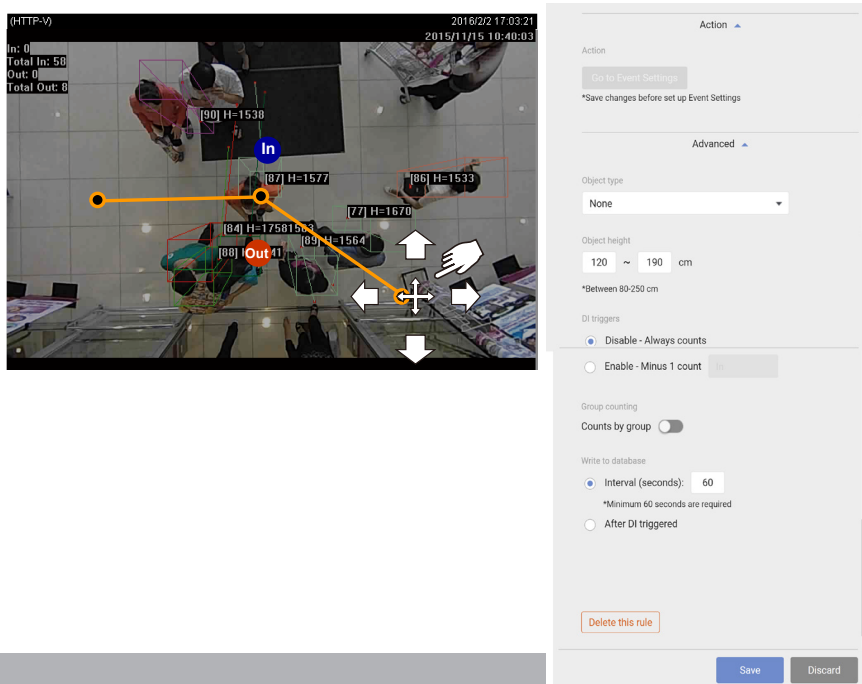 (HTTP-V)
2016/2/2 17:03:21
2015/11/15 10:40:03
In: 0
Total In: 58
Out: 0
Total Out: 8
[90] H=1538
In
[87] H=1577
[86] H=1533
[77] H=1670
[84] H=1758
[89] H=1564
[88]
Out
41
Action
Action
Go to Event Settings
*Save changes before set up Event Settings
Advanced
Object type
None
Object height
120 ~ 190 cm
*Between 80-250 cm
DI triggers
Disable - Always counts
Enable - Minus 1 count
Group counting
Counts by group
Write to database
Interval (seconds): 60
*Minimum 60 seconds are required
After DI triggered
Delete this rule
Save Discard